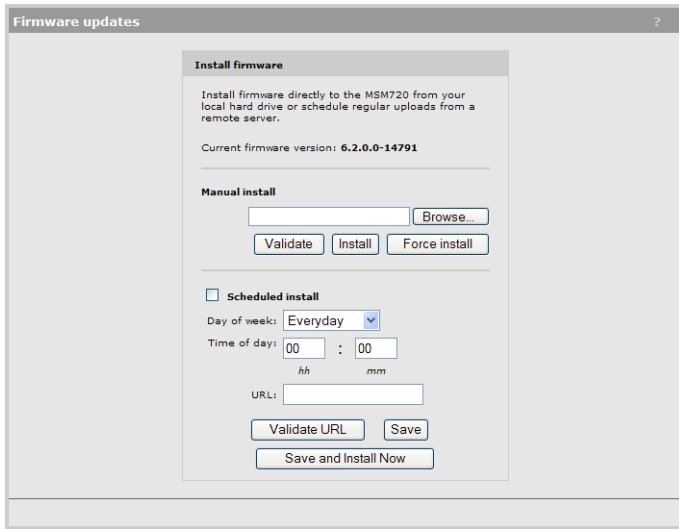 Firmware updates ?
Install firmware
Install firmware directly to the MSM720 from your
local hard drive or schedule regular uploads from a
remote server.
Current firmware version: 6.2.0.0-14791
Manual install
Browse...
Validate Install Force install
Scheduled install
Day of week: Everyday
Time of day: 00 : 00
hh mm
URL:
Validate URL Save
Save and Install Now